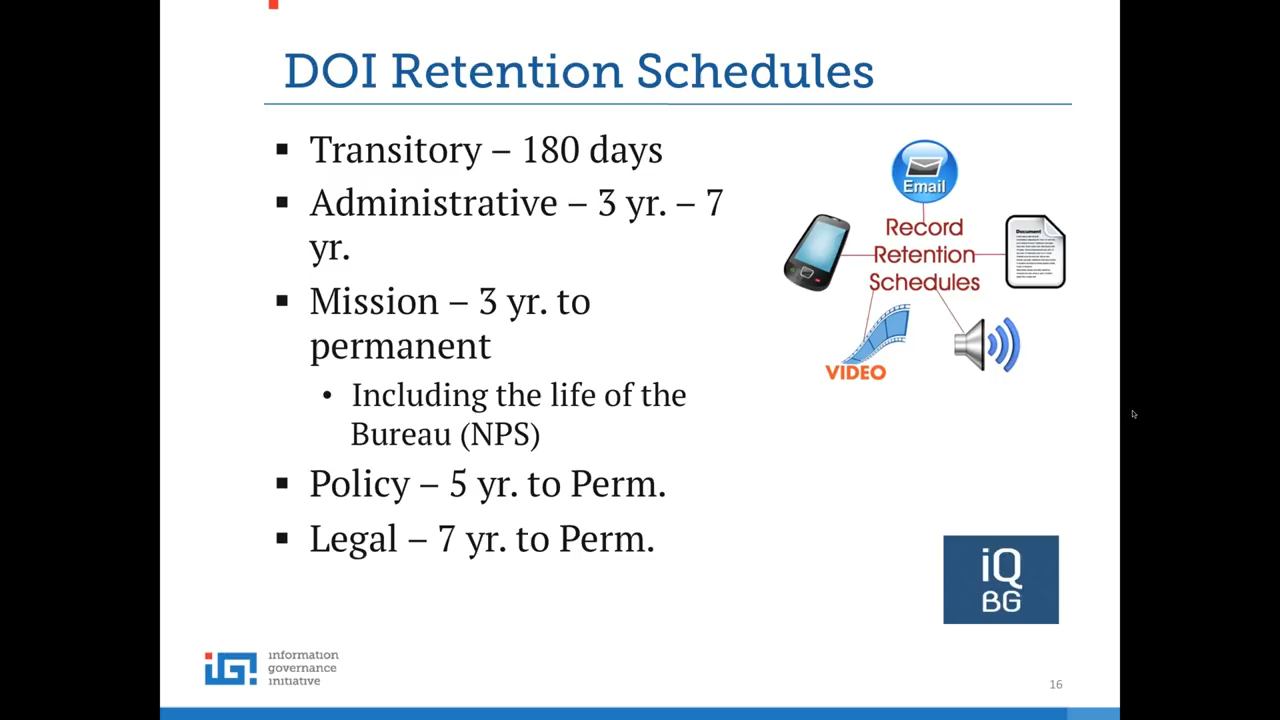 DOI Retention Schedules
▪ Transitory – 180 days
▪ Administrative – 3 yr. – 7
yr.
▪ Mission – 3 yr. to
permanent
• Including the life of the
Bureau (NPS)
▪ Policy – 5 yr. to Perm.
▪ Legal – 7 yr. to Perm.
Email
Record
Retention
Schedules
Document
VIDEO
iQ
BG
iG!
information
governance
initiative
16